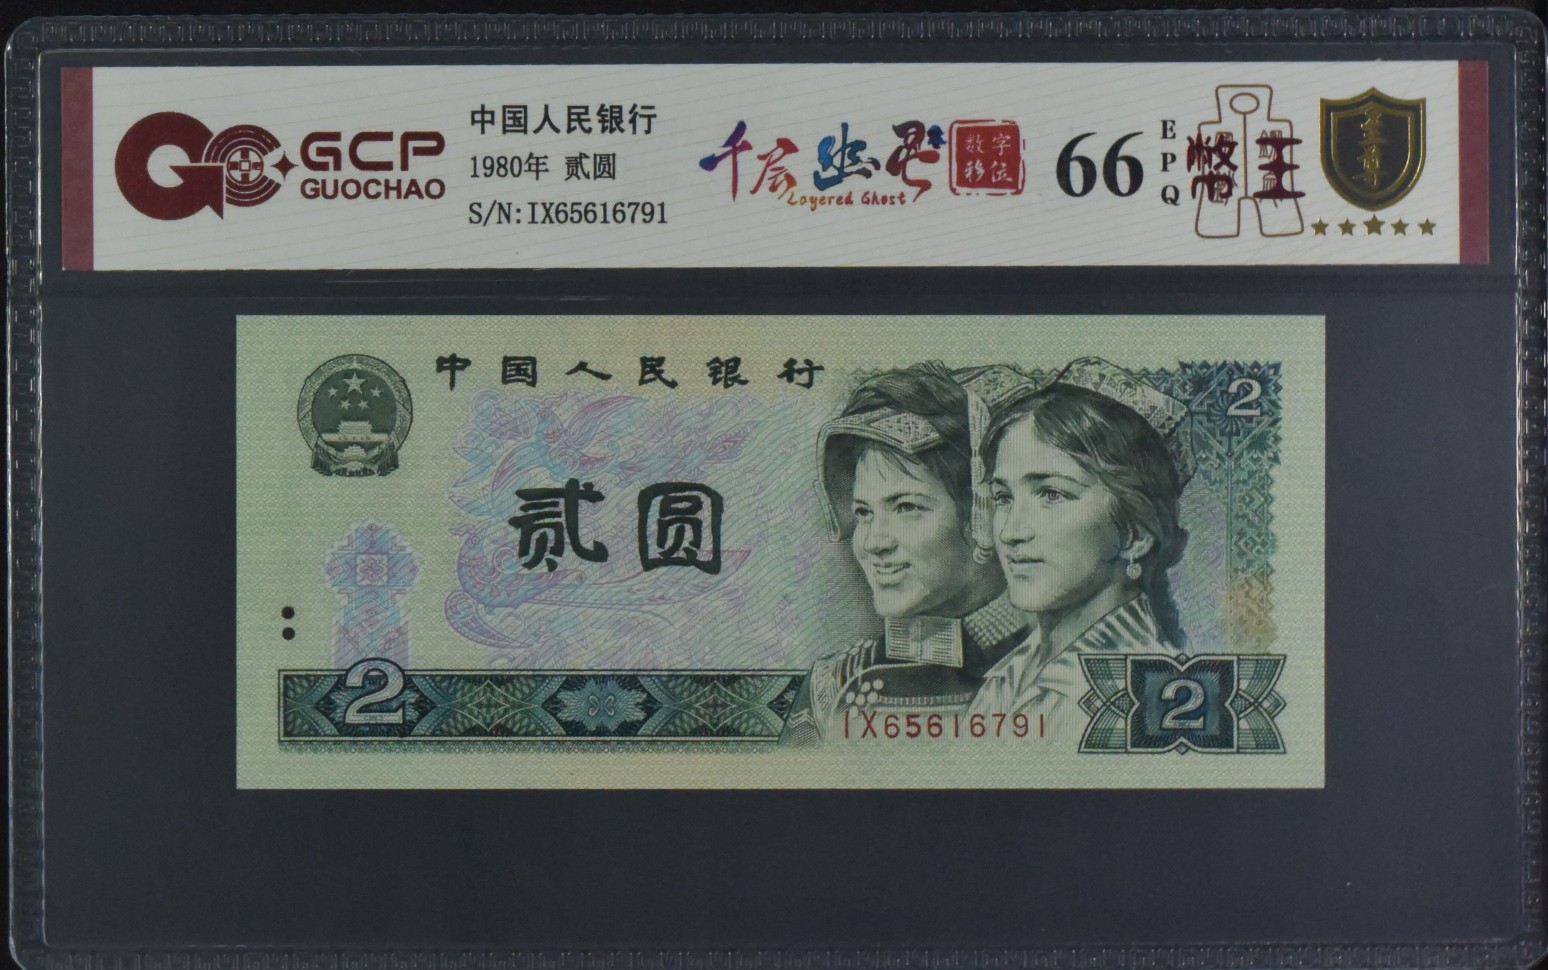 GCP
GUOCHAO
中国人民银行
1980年 贰圆
S/N:IX65616791
千层幽灵
Layered Ghost
数字
移位
66
EPQ
至尊
中国人民银行
2
贰圆
2
IX65616791
2